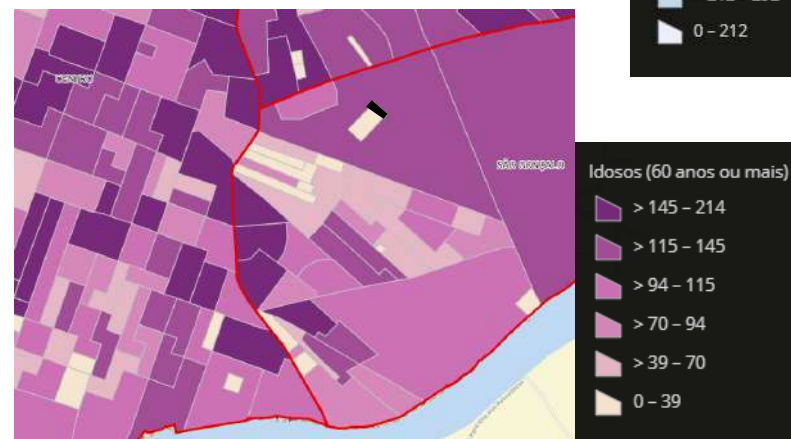 0 – 212
CENTRO
SÃO GONÇALO
Idosos (60 anos ou mais)
> 145 – 214
> 115 – 145
> 94 – 115
> 70 – 94
> 39 – 70
0 – 39